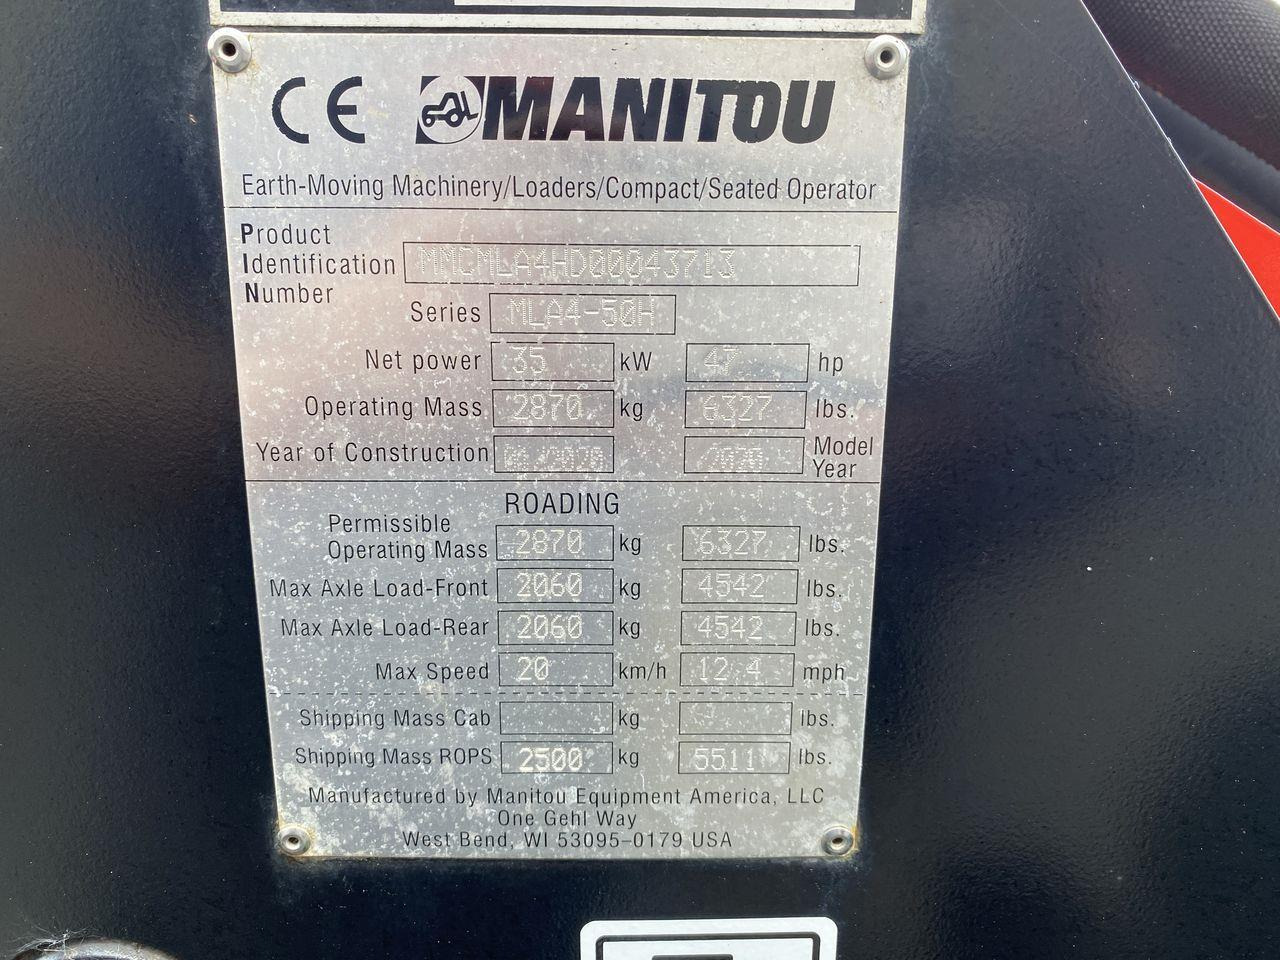 CE MANITOU
Earth-Moving Machinery/Loaders/Compact/Seated Operator
Product
Identification MMCMLA4HD00043713
Number
Series MLA4-50H
Net power 35 kW 47 hp
Operating Mass 2870 kg 6327 lbs.
Year of Construction /2020 /2020 Model
Year
ROADING
Permissible
Operating Mass 2870 kg 6327 lbs.
Max Axle Load-Front 2060 kg 4542 lbs.
Max Axle Load-Rear 2060 kg 4542 lbs.
Max Speed 20 km/h 12.4 mph
Shipping Mass Cab kg lbs.
Shipping Mass ROPS 2500 kg 5511 lbs.
Manufactured by Manitou Equipment America, LLC
One Gehl Way
West Bend, WI 53095-0179 USA